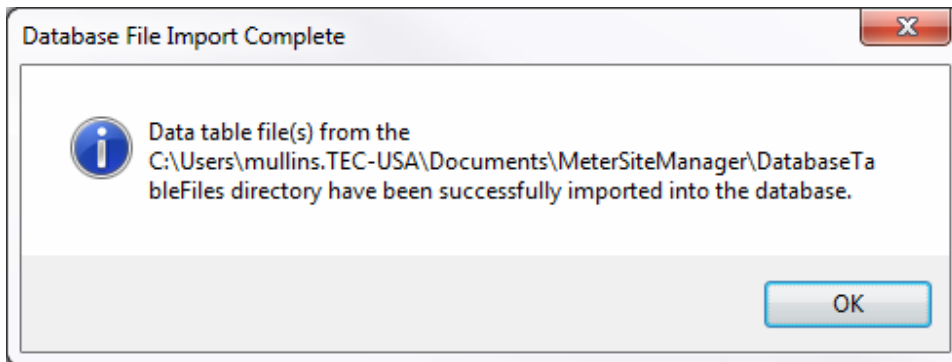 Database File Import Complete
Data table file(s) from the
C:\Users\mullins.TEC-USA\Documents\MeterSiteManager\DatabaseTa
bleFiles directory have been successfully imported into the database.
OK